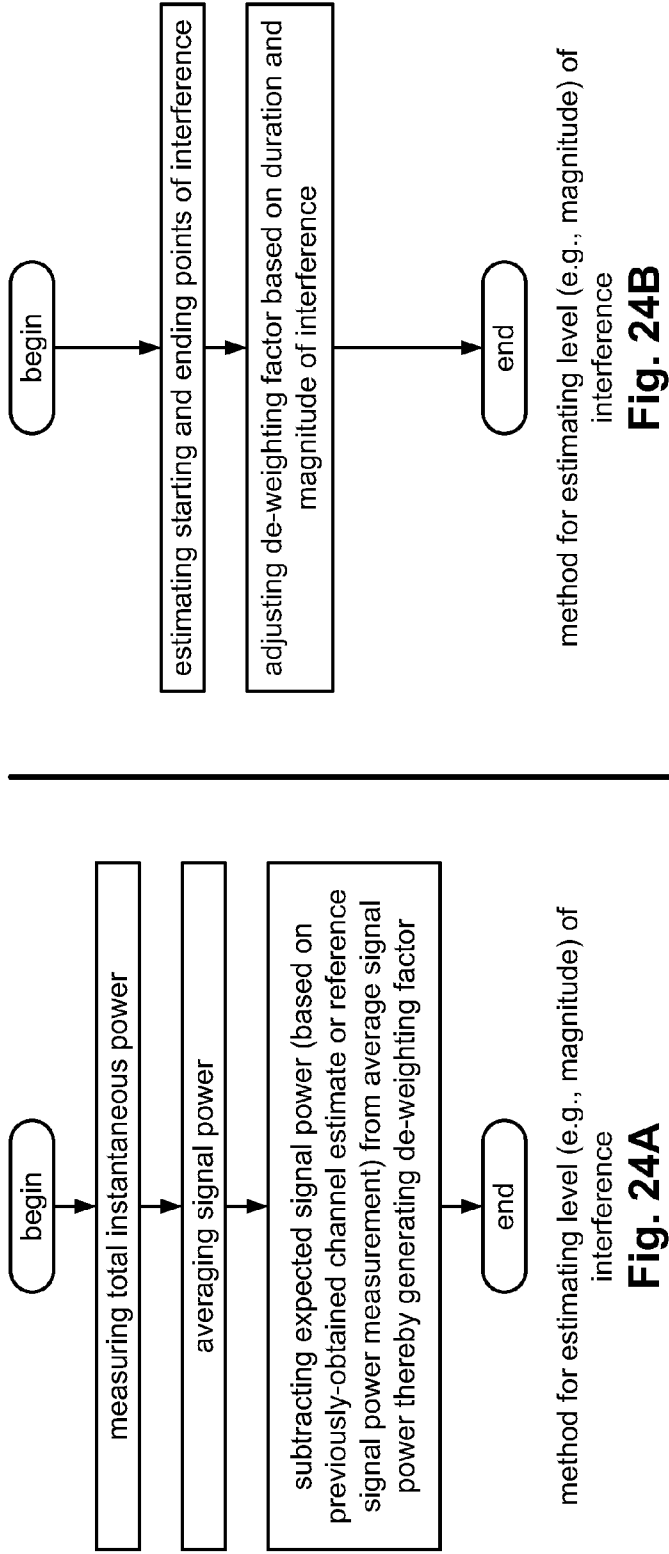 begin
measuring total instantaneous power
averaging signal power
subtracting expected signal power (based on
previously-obtained channel estimate or reference
signal power measurement) from average signal
power thereby generating de-weighting factor
end
method for estimating level (e.g., magnitude) of
interference
Fig. 24A
begin
estimating starting and ending points of interference
adjusting de-weighting factor based on duration and
magnitude of interference
end
method for estimating level (e.g., magnitude) of
interference
Fig. 24B